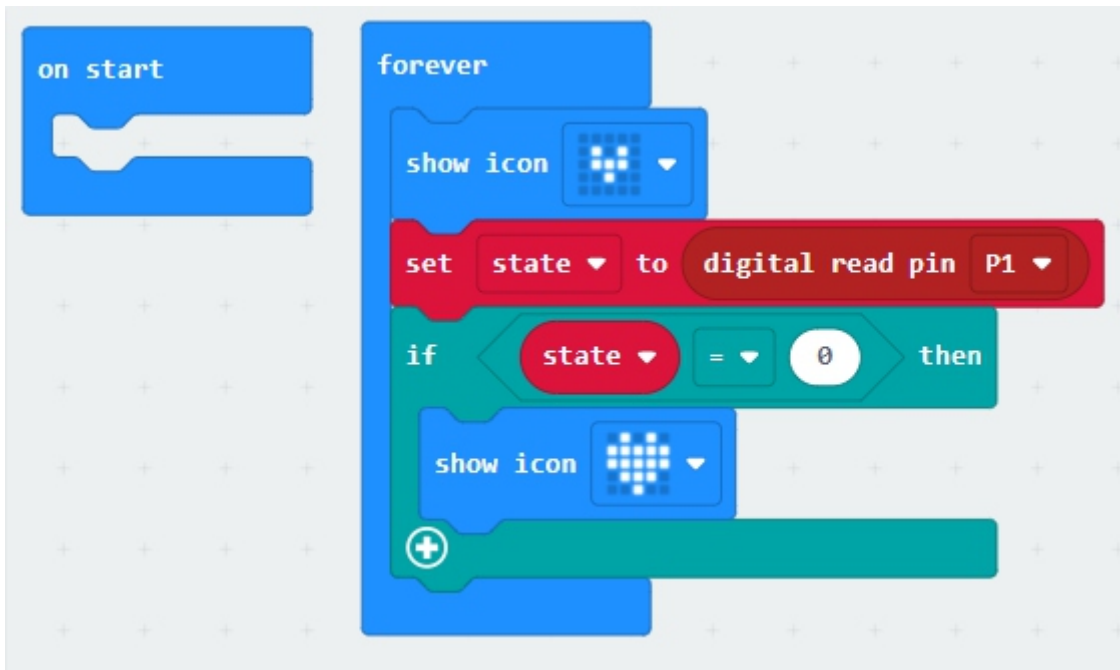 on start
forever
show icon
set state to digital read pin P1
if state = 0 then
show icon